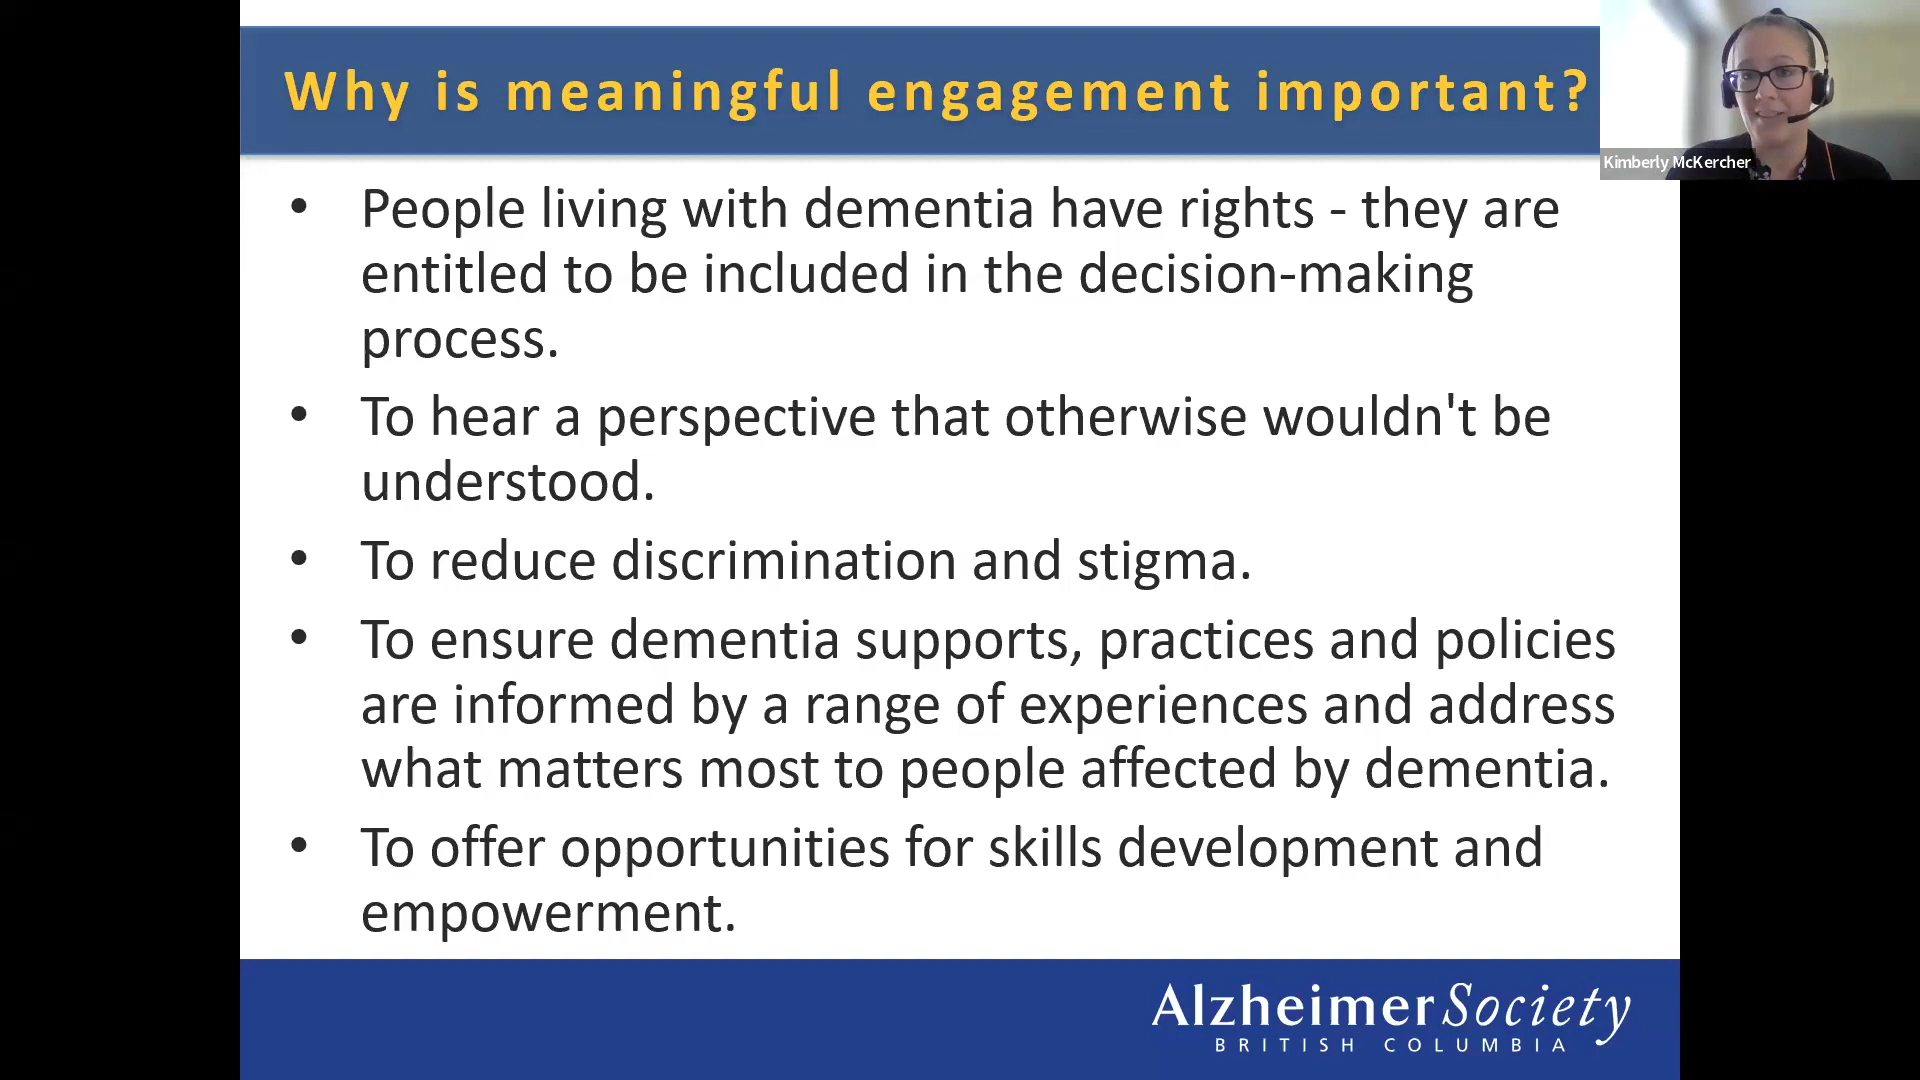 Why is meaningful engagement important?
Kimberly McKercher
• People living with dementia have rights - they are
entitled to be included in the decision-making
process.
• To hear a perspective that otherwise wouldn't be
understood.
• To reduce discrimination and stigma.
• To ensure dementia supports, practices and policies
are informed by a range of experiences and address
what matters most to people affected by dementia.
• To offer opportunities for skills development and
empowerment.
AlzheimerSociety
BRITISH COLUMBIA